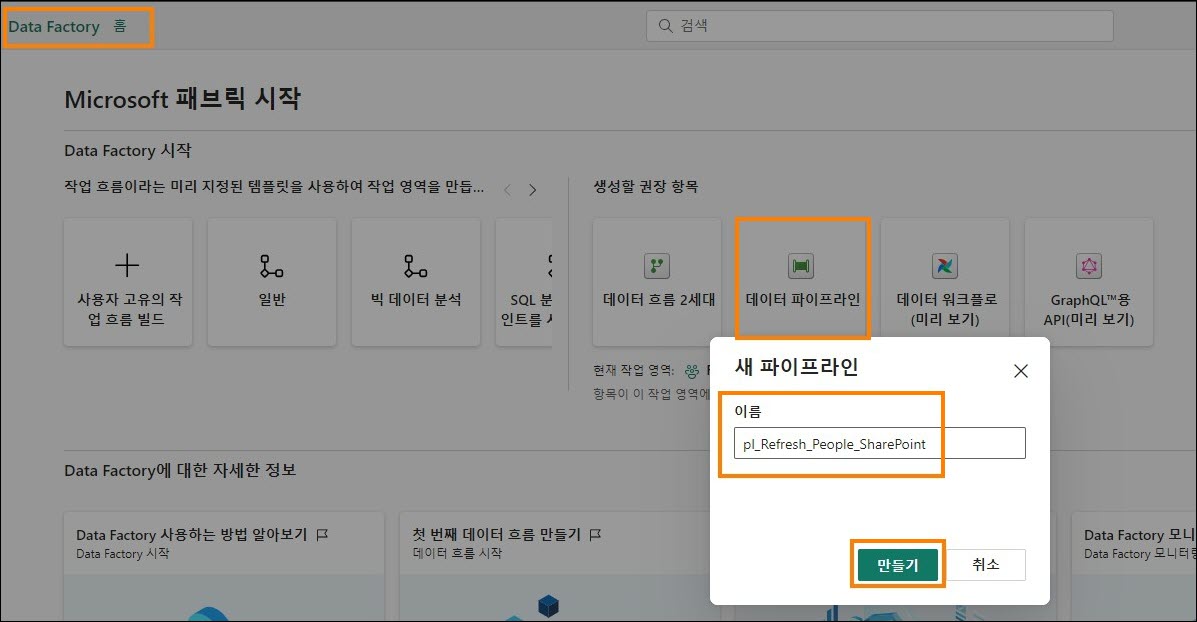 Data Factory 홈
검색
Microsoft 패브릭 시작
Data Factory 시작
작업 흐름이라는 미리 지정된 템플릿을 사용하여 작업 영역을 만듭...
생성할 권장 항목
사용자 고유의 작
업 흐름 빌드
일반
빅 데이터 분석
SQL 분
인트를
데이터 흐름 2세대
데이터 파이프라인
데이터 워크플로
(미리 보기)
GraphQL™용
API(미리 보기)
현재 작업 영역:
항목이 이 작업 영역에
새 파이프라인
이름
pl_Refresh_People_SharePoint
만들기
취소
Data Factory에 대한 자세한 정보
Data Factory 사용하는 방법 알아보기
Data Factory 시작
첫 번째 데이터 흐름 만들기
데이터 흐름 시작
Data Factory 모니
Data Factory 모니터링